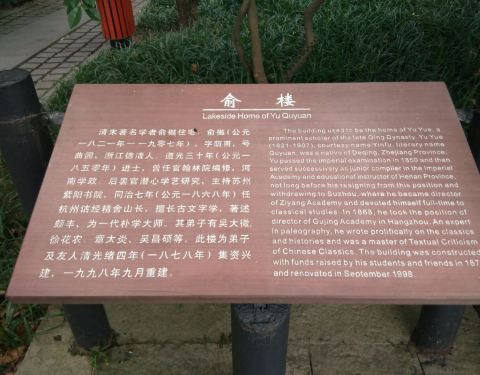 俞 楼
Lakeside Home of Yu Quyuan
清末著名学者俞樾住宅。俞樾(公元
一八二一年一一九〇七年)，字荫甫，号
曲园，浙江德清人。道光三十年(公元一
八五零年)进士，曾任官翰林院编修，河
南学政。后丢官潜心学艺研究，主持苏州
紫阳书院。同治七年(公元一八六八年)任
杭州诂经精舍山长。擅长古文字学，著述
颇丰，为一代朴学大师。其弟子有吴大澂、
徐花农、章太炎、吴昌硕等。此楼为弟子
及友人清光绪四年(一八七八年)集资兴
建，一九九八年九月重建。
The building used to be the home of Yu Yue, a
prominent scholar of the late Qing Dynasty. Yu Yue
(1821-1907), courtesy name Yinfu, literary name
Quyuan, was a native of Deqing, Zhejiang Province.
Yu passed the imperial examination in 1850 and then
served successively as junior compiler in the Imperial
Academy and educational instructor of Henan Province,
not long before his resigning from this position and
withdrawing to Suzhou, where he became director
of Ziyang Academy and devoted himself full-time to
classical studies. In 1868, he took the position of
director of Gujing Academy in Hangzhou. An expert
in paleography, he wrote prolifically on the classics
and histories and was a master of Textual Criticism
of Chinese Classics. The building was constructed
with funds raised by his students and friends in 187
and renovated in September 1998.